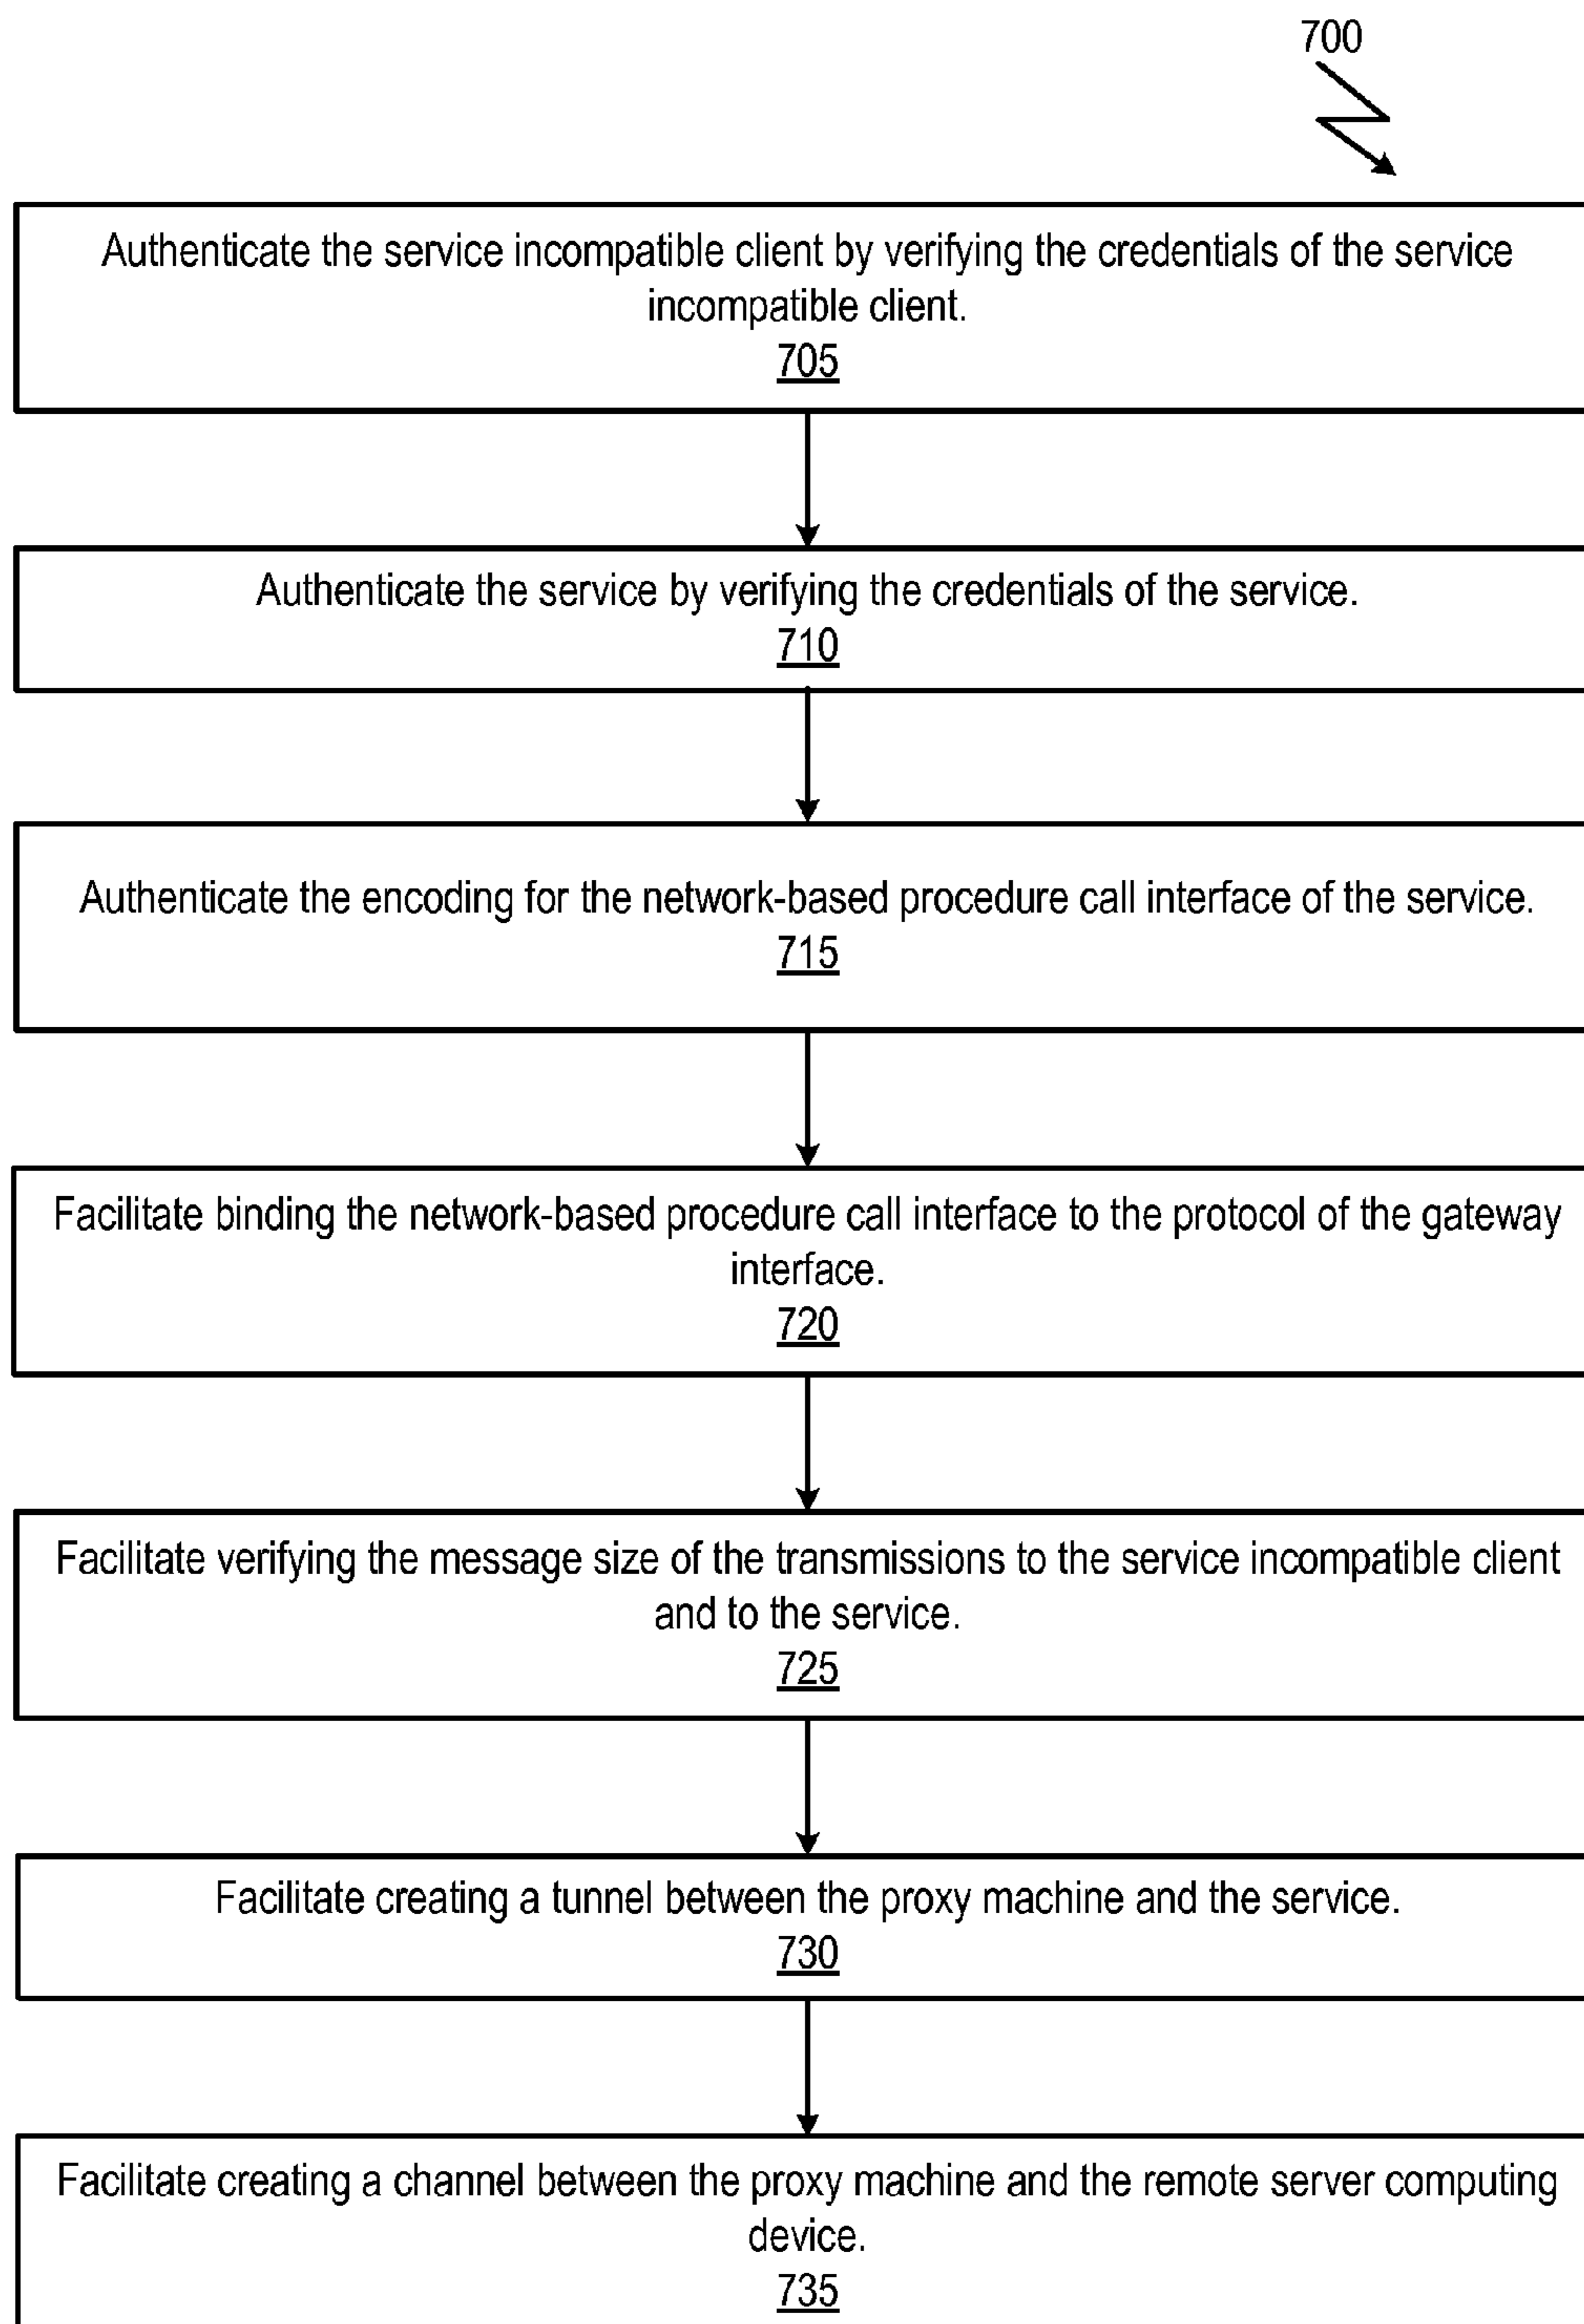 700
Authenticate the service incompatible client by verifying the credentials of the service
incompatible client.
705
Authenticate the service by verifying the credentials of the service.
710
Authenticate the encoding for the network-based procedure call interface of the service.
715
Facilitate binding the network-based procedure call interface to the protocol of the gateway
interface.
720
Facilitate verifying the message size of the transmissions to the service incompatible client
and to the service.
725
Facilitate creating a tunnel between the proxy machine and the service.
730
Facilitate creating a channel between the proxy machine and the remote server computing
device.
735